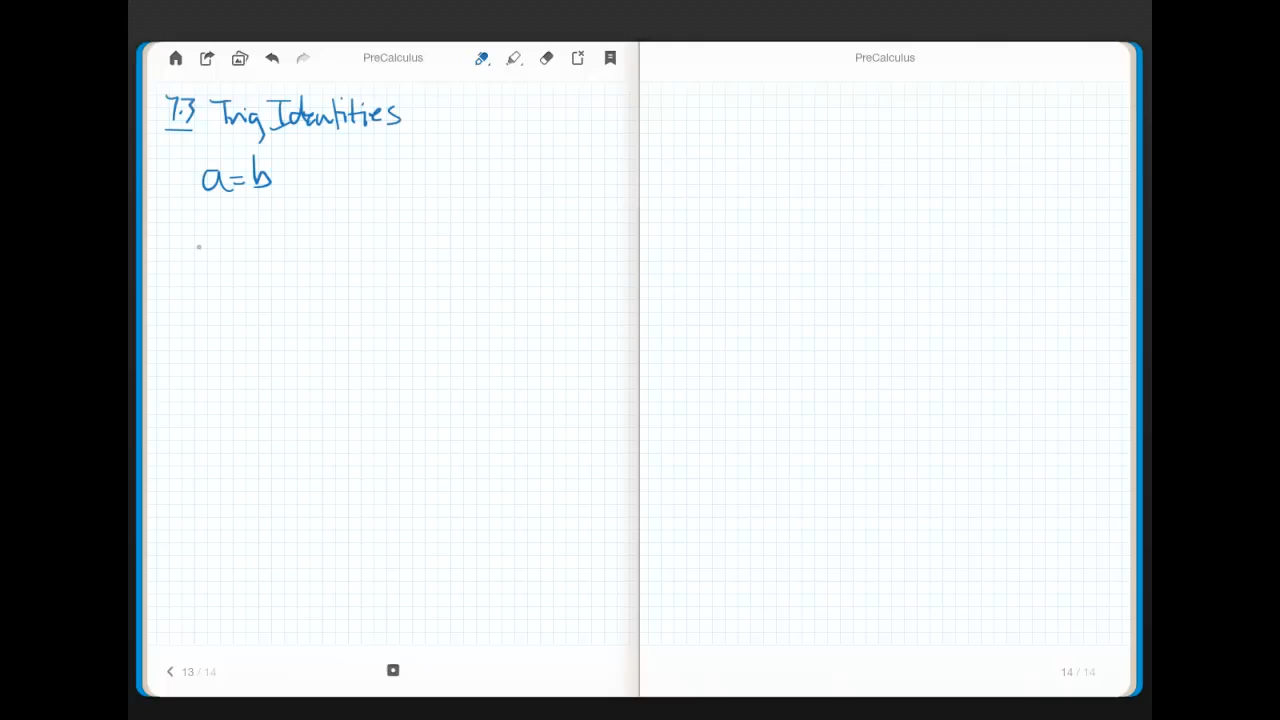 PreCalculus
7.3 Trig Identities
a=b
13 / 14
PreCalculus
14 / 14